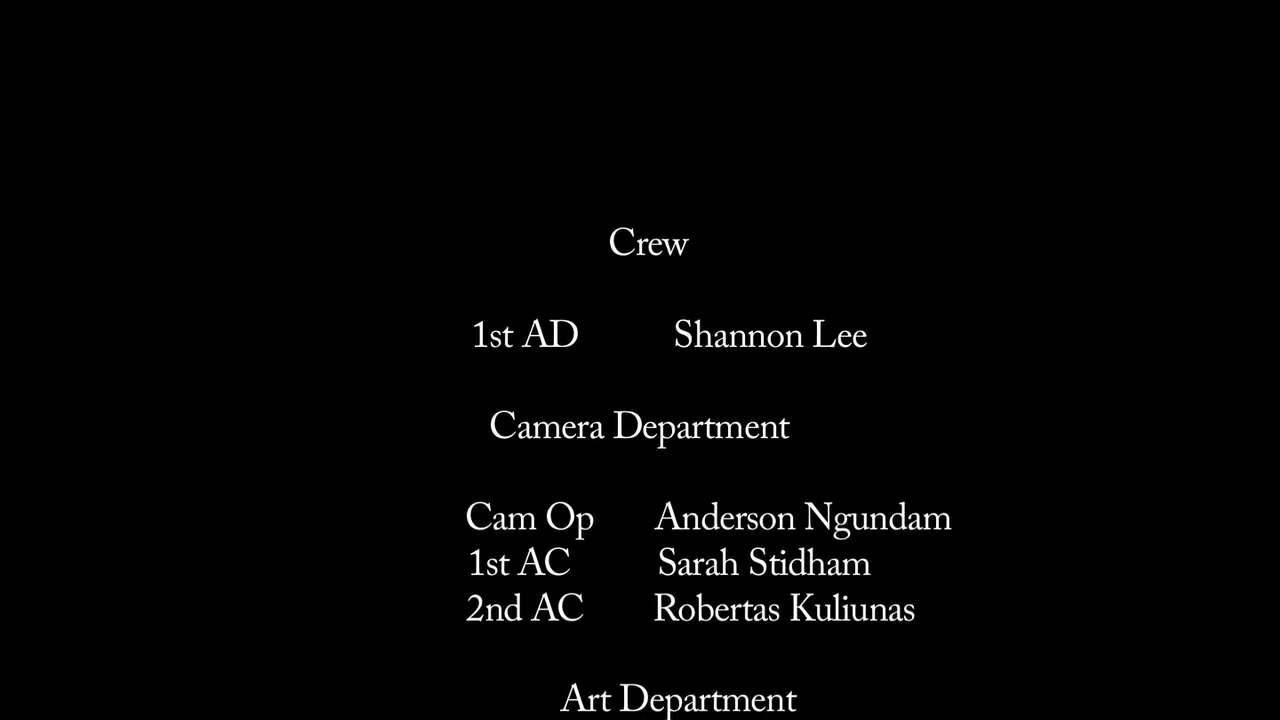 Crew
1st AD Shannon Lee
Camera Department
Cam Op Anderson Ngundam
1st AC Sarah Stidham
2nd AC Robertas Kuliunas
Art Department